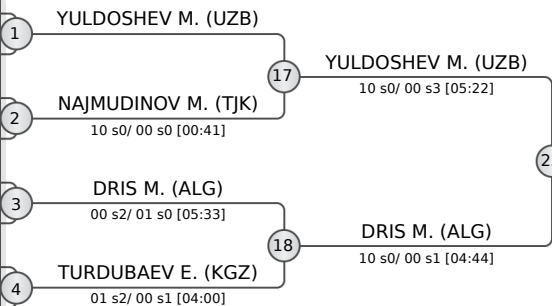 YULDOSHEV M. (UZB)
1
YULDOSHEV M. (UZB)
17
10 s0/ 00 s3 [05:22]
NAJMUDINOV M. (TJK)
2
10 s0/ 00 s0 [00:41]
DRIS M. (ALG)
3
00 s2/ 01 s0 [05:33]
DRIS M. (ALG)
18
10 s0/ 00 s1 [04:44]
TURDUBAEV E. (KGZ)
4
01 s2/ 00 s1 [04:00]